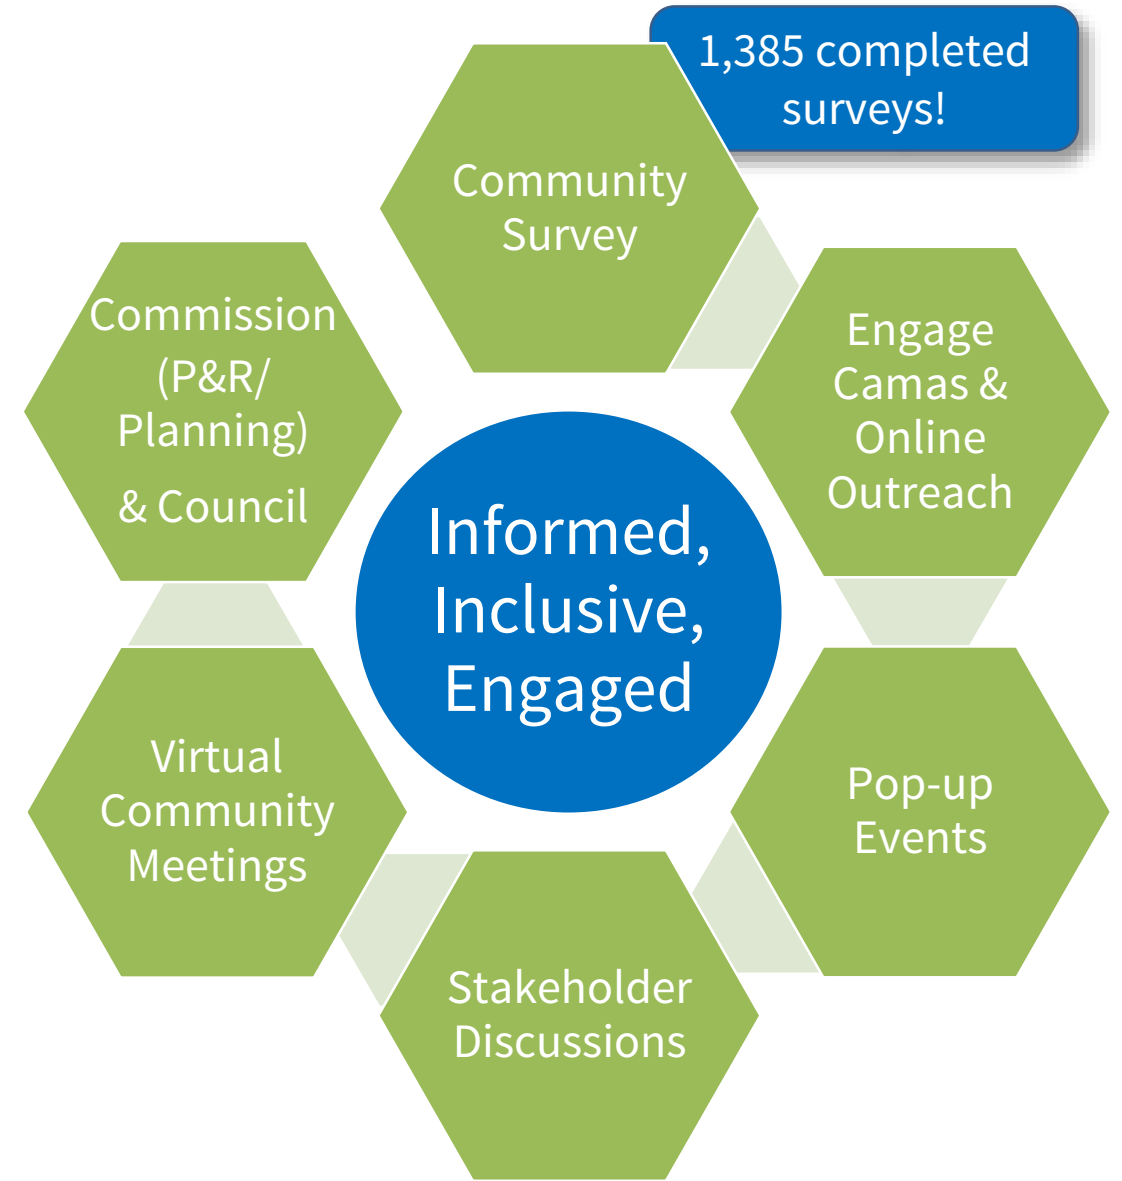 1,385 completed
surveys!
Community
Survey
Engage
Camas &
Online
Outreach
Pop-up
Events
Stakeholder
Discussions
Virtual
Community
Meetings
Commission
(P&R/
Planning)
& Council
Informed,
Inclusive,
Engaged